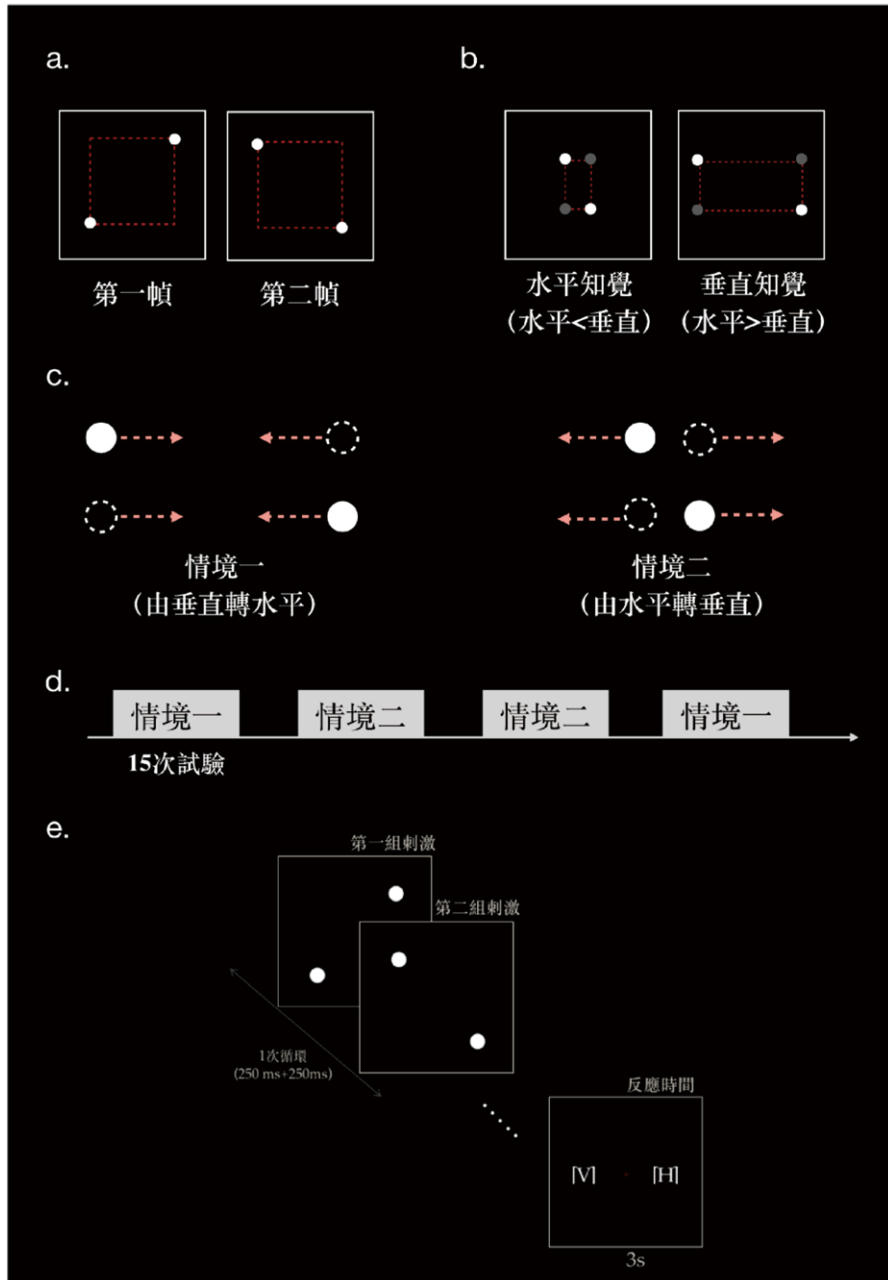 a.
b.
第一幀
第二幀
水平知覺
(水平<垂直)
垂直知覺
(水平>垂直)
c.
情境一
(由垂直轉水平)
情境二
(由水平轉垂直)
d.
情境一
情境二
情境二
情境一
15次試驗
e.
第一組刺激
第二組刺激
1次循環
(250 ms+250ms)
反應時間
[V]
[H]
3s